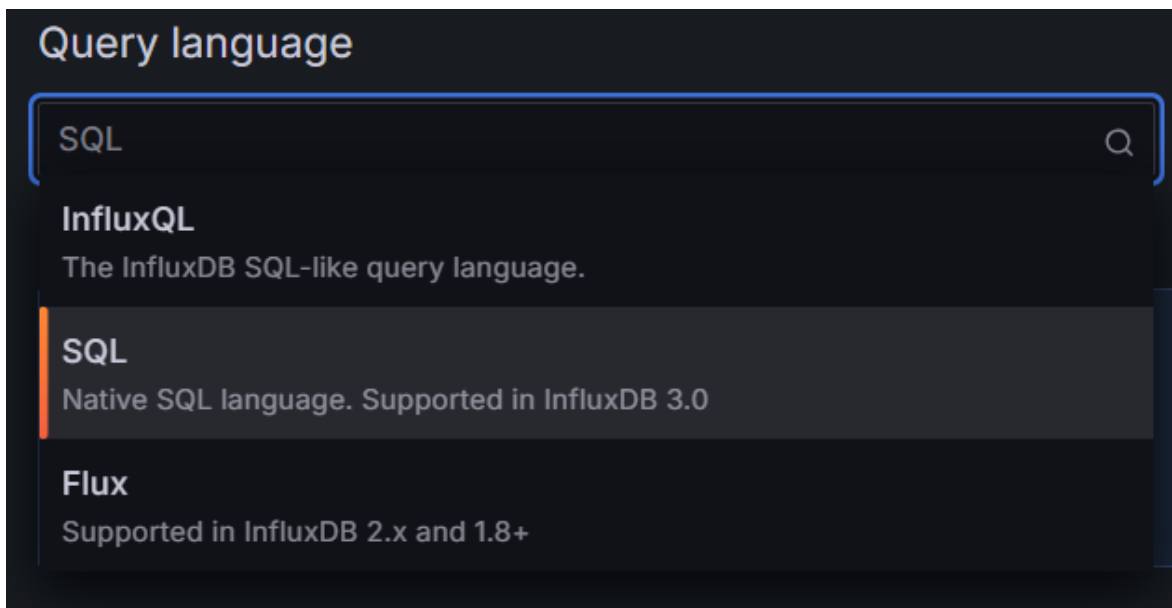 Query language
SQL
InfluxQL
The InfluxDB SQL-like query language.
SQL
Native SQL language. Supported in InfluxDB 3.0
Flux
Supported in InfluxDB 2.x and 1.8+